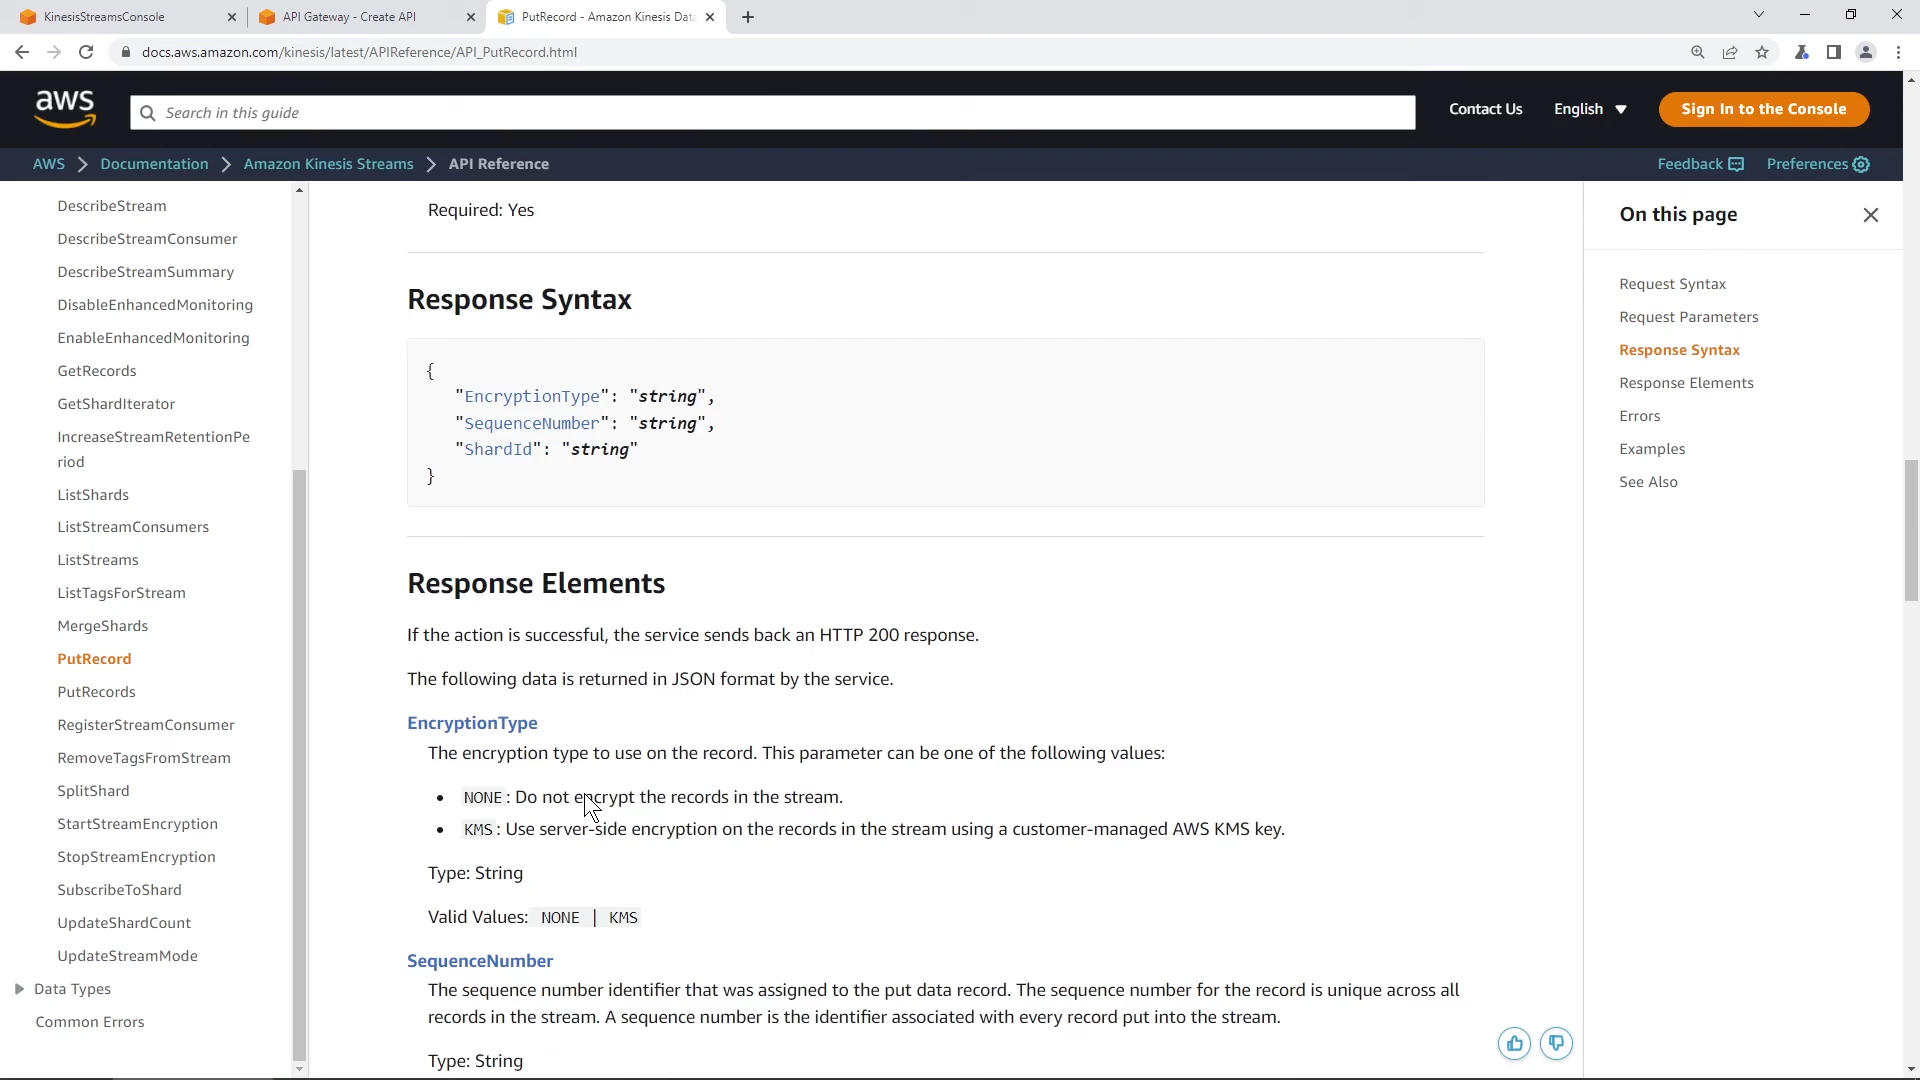 KinesisStreamsConsole
API Gateway - Create API
PutRecord - Amazon Kinesis Dat
docs.aws.amazon.com/kinesis/latest/APIReference/API_PutRecord.html
aws
Search in this guide
Contact Us
English
Sign In to the Console
AWS
Documentation
Amazon Kinesis Streams
API Reference
Feedback
Preferences
DescribeStream
DescribeStreamConsumer
DescribeStreamSummary
DisableEnhancedMonitoring
EnableEnhancedMonitoring
GetRecords
GetShardIterator
IncreaseStreamRetentionPe
riod
ListShards
ListStreamConsumers
ListStreams
ListTagsForStream
MergeShards
PutRecord
PutRecords
RegisterStreamConsumer
RemoveTagsFromStream
SplitShard
StartStreamEncryption
StopStreamEncryption
SubscribeToShard
UpdateShardCount
UpdateStreamMode
Data Types
Common Errors
Required: Yes
Response Syntax
{
"EncryptionType": "string",
"SequenceNumber": "string",
"ShardId": "string"
}
Response Elements
If the action is successful, the service sends back an HTTP 200 response.
The following data is returned in JSON format by the service.
EncryptionType
The encryption type to use on the record. This parameter can be one of the following values:
• NONE: Do not encrypt the records in the stream.
• KMS: Use server-side encryption on the records in the stream using a customer-managed AWS KMS key.
Type: String
Valid Values: NONE | KMS
SequenceNumber
The sequence number identifier that was assigned to the put data record. The sequence number for the record is unique across all
records in the stream. A sequence number is the identifier associated with every record put into the stream.
Type: String
On this page
Request Syntax
Request Parameters
Response Syntax
Response Elements
Errors
Examples
See Also